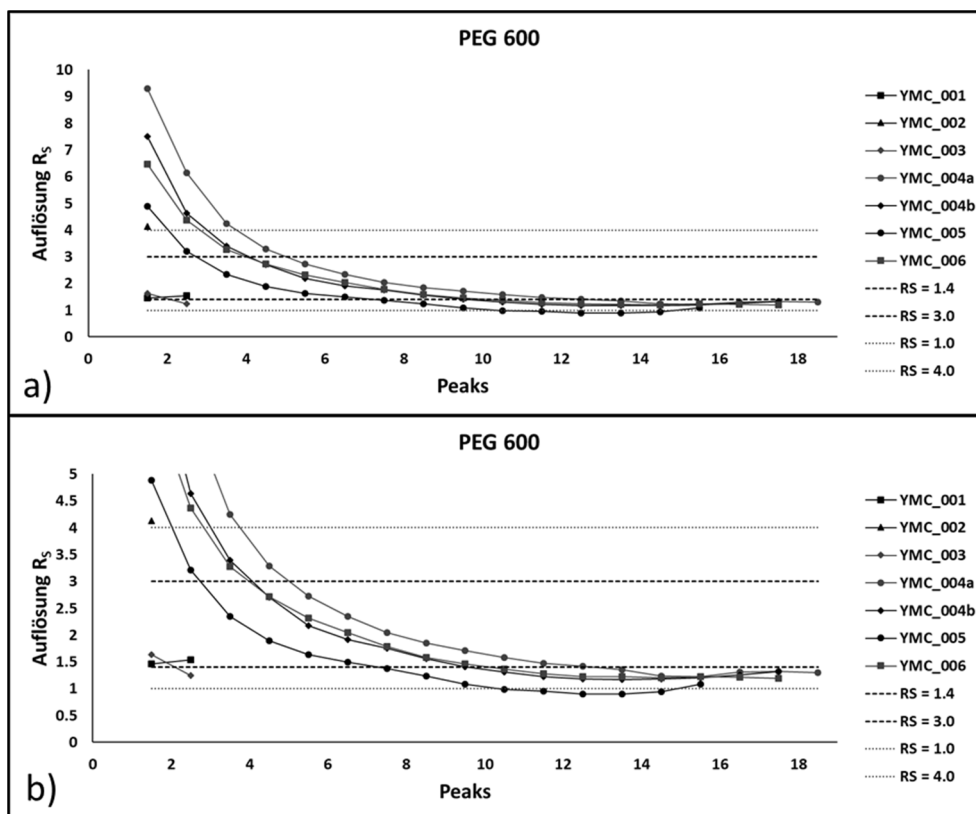 PEG 600
10
9
8
7
6
5
4
3
2
1
0
Auflösung RS
0 2 4 6 8 10 12 14 16 18
Peaks
YMC_001
YMC_002
YMC_003
YMC_004a
YMC_004b
YMC_005
YMC_006
RS = 1.4
RS = 3.0
RS = 1.0
RS = 4.0
a)
PEG 600
5
4.5
4
3.5
3
2.5
2
1.5
1
0.5
0
Auflösung RS
0 2 4 6 8 10 12 14 16 18
Peaks
YMC_001
YMC_002
YMC_003
YMC_004a
YMC_004b
YMC_005
YMC_006
RS = 1.4
RS = 3.0
RS = 1.0
RS = 4.0
b)